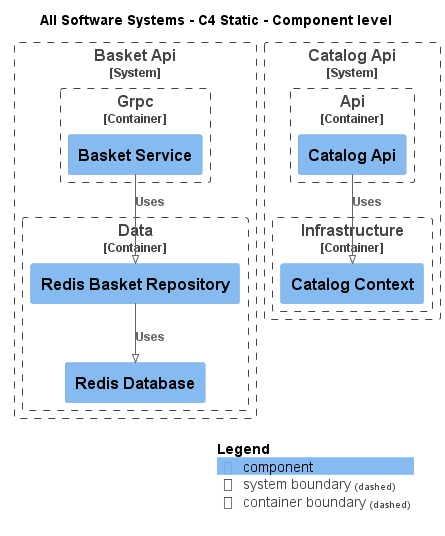 All Software Systems - C4 Static - Component level
Basket Api
[System]
Grpc
[Container]
Basket Service
Uses
Data
[Container]
Redis Basket Repository
Uses
Redis Database
Catalog Api
[System]
Api
[Container]
Catalog Api
Uses
Infrastructure
[Container]
Catalog Context
Legend
component
system boundary (dashed)
container boundary (dashed)